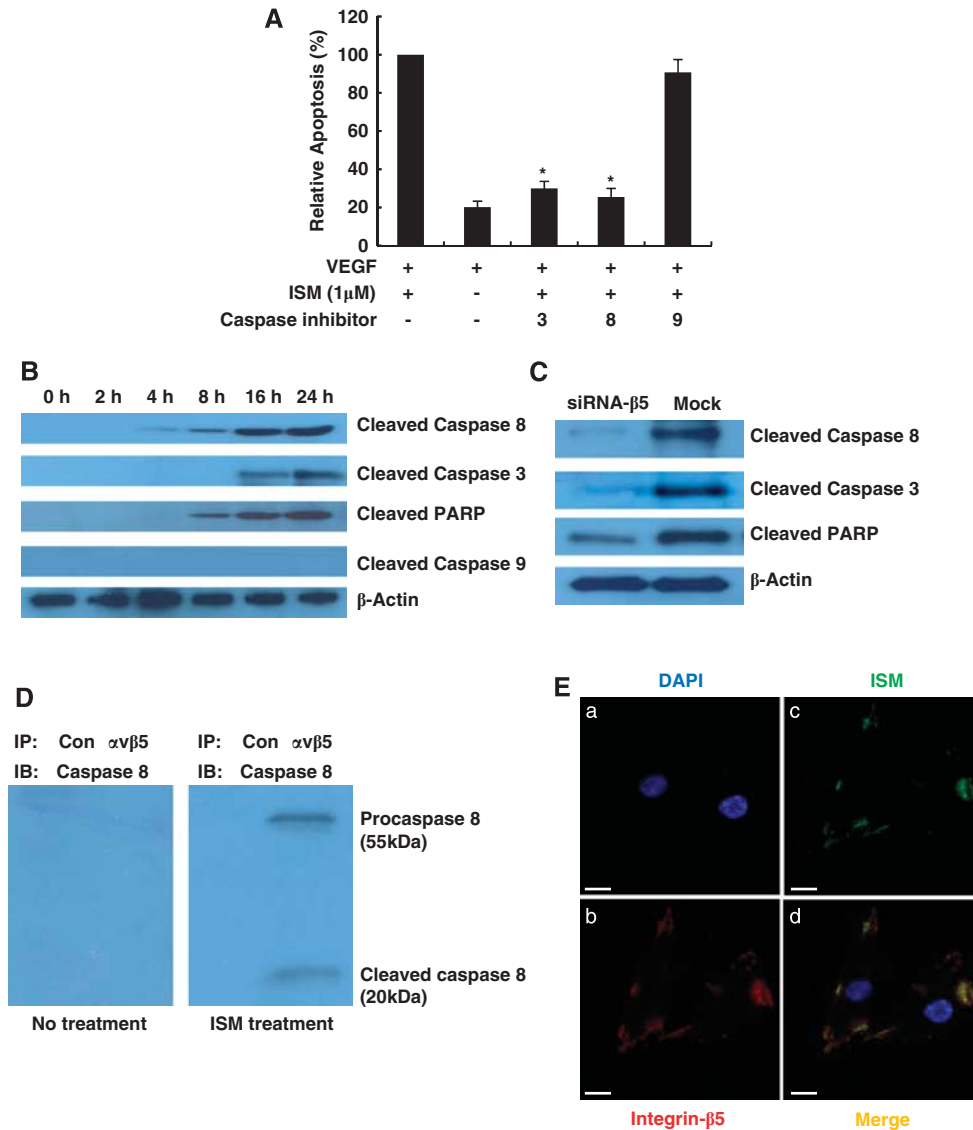 A
Relative Apoptosis (%)
120
100
80
60
40
20
0
* *
VEGF + + + + +
ISM (1μM) + - + + +
Caspase inhibitor - - 3 8 9
B
0 h 2 h 4 h 8 h 16 h 24 h
Cleaved Caspase 8
Cleaved Caspase 3
Cleaved PARP
Cleaved Caspase 9
β-Actin
C
siRNA-β5 Mock
Cleaved Caspase 8
Cleaved Caspase 3
Cleaved PARP
β-Actin
D
IP: Con αvβ5
IB: Caspase 8
IP: Con αvβ5
IB: Caspase 8
Procaspase 8
(55kDa)
Cleaved caspase 8
(20kDa)
No treatment
ISM treatment
E
DAPI
ISM
a
c
b
d
Integrin-β5
Merge